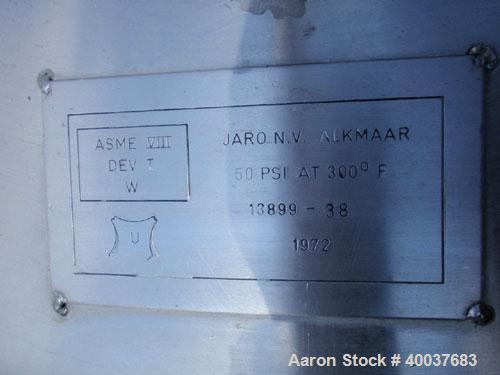 ASME VIII
DEV I
W
U
JARO N.V. ALKMAAR
50 PSI AT 300° F
13899 - 38
1972
Aaron Stock # 40037683